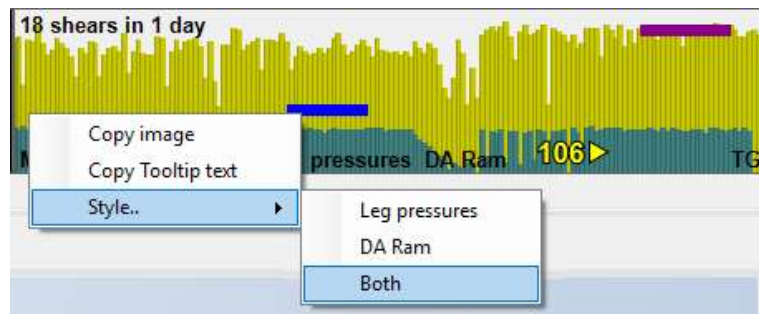 18 shears in 1 day
pressures DA Ram 106 TG
Copy image
Copy Tooltip text
Style..
Leg pressures
DA Ram
Both